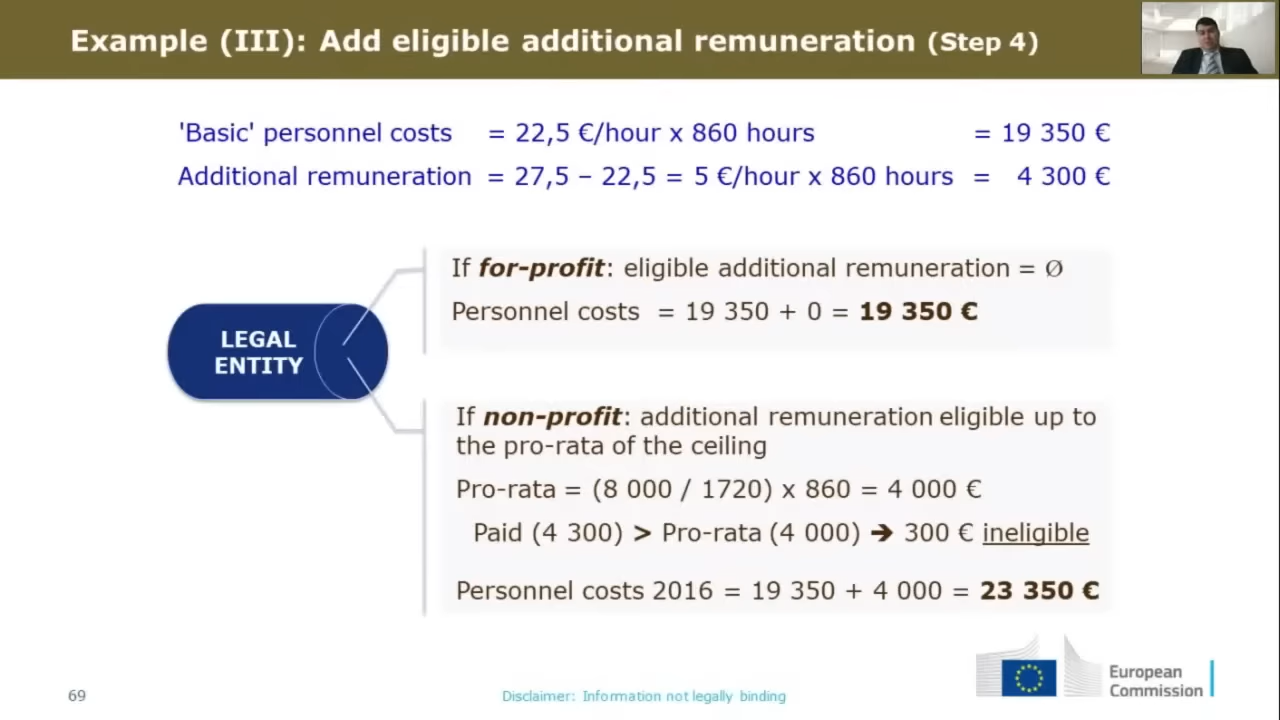 Example (III): Add eligible additional remuneration (Step 4)
'Basic' personnel costs = 22,5 €/hour x 860 hours = 19 350 €
Additional remuneration = 27,5 – 22,5 = 5 €/hour x 860 hours = 4 300 €
If for-profit: eligible additional remuneration = Ø
Personnel costs = 19 350 + 0 = 19 350 €
LEGAL
ENTITY
If non-profit: additional remuneration eligible up to
the pro-rata of the ceiling
Pro-rata = (8 000 / 1720) x 860 = 4 000 €
Paid (4 300) > Pro-rata (4 000) ➔ 300 € ineligible
Personnel costs 2016 = 19 350 + 4 000 = 23 350 €
European
Commission
69
Disclaimer: Information not legally binding